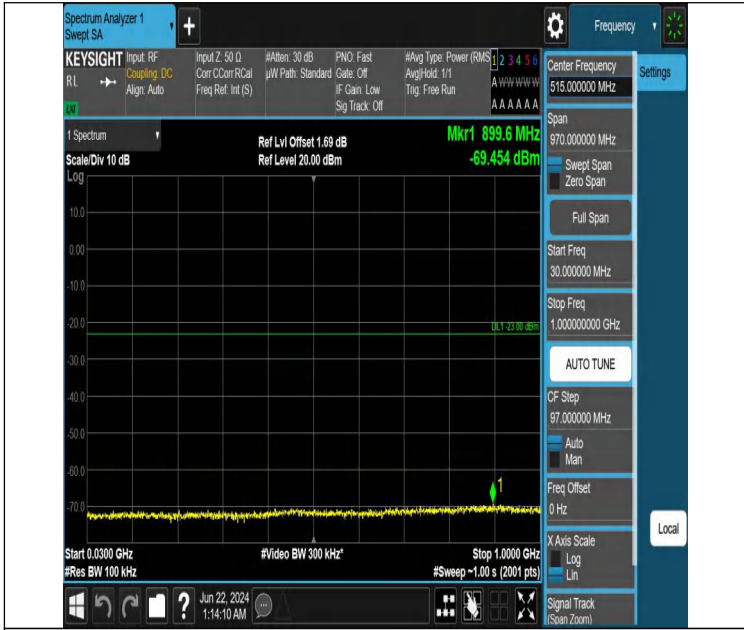 Spectrum Analyzer 1
Swept SA
+
Frequency
KEYSIGHT
RL
Input: RF
Coupling: DC
Align: Auto
Input Z: 50 Ω
Corr CCorr RCal
Freq Ref: Int (S)
#Atten: 30 dB
µW Path: Standard
PNO: Fast
Gate: Off
IF Gain: Low
Sig Track: Off
#Avg Type: Power (RMS
Avg|Hold: 1/1
Trig: Free Run
1 2 3 4 5 6
A W W W W W
A A A A A A
1 Spectrum
Scale/Div 10 dB
Log
Ref Lvl Offset 1.69 dB
Ref Level 20.00 dBm
Mkr1 899.6 MHz
-69.454 dBm
10.0
0.00
-10.0
-20.0
DL1 -23.00 dBm
-30.0
-40.0
-50.0
-60.0
1
-70.0
Start 0.0300 GHz
#Video BW 300 kHz*
Stop 1.0000 GHz
#Res BW 100 kHz
#Sweep ~1.00 s (2001 pts)
?
Jun 22, 2024
1:14:10 AM
Center Frequency
515.000000 MHz
Span
970.000000 MHz
Swept Span
Zero Span
Full Span
Start Freq
30.000000 MHz
Stop Freq
1.000000000 GHz
AUTO TUNE
CF Step
97.000000 MHz
Auto
Man
Freq Offset
0 Hz
X Axis Scale
Log
Lin
Signal Track
(Span Zoom)
Settings
Local